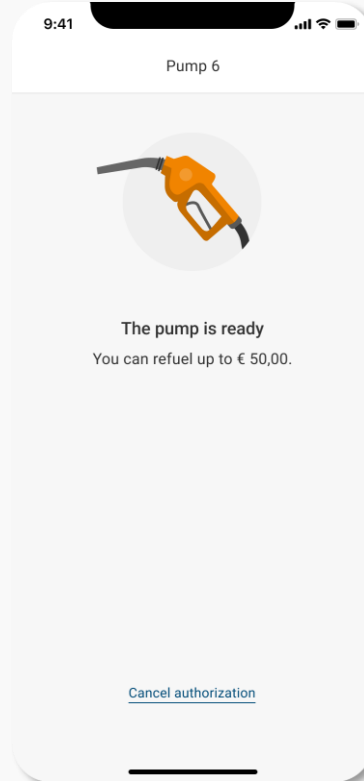 9:41
Pump 6
The pump is ready
You can refuel up to € 50,00.
Cancel authorization